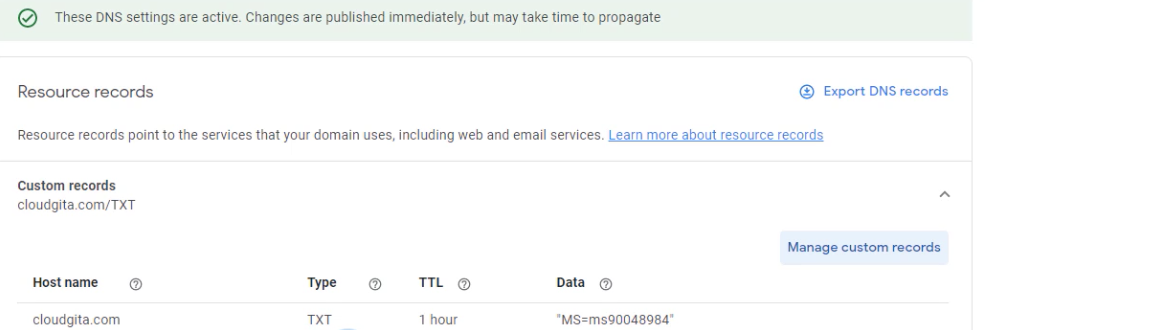 These DNS settings are active. Changes are published immediately, but may take time to propagate
Resource records
Export DNS records
Resource records point to the services that your domain uses, including web and email services. Learn more about resource records
Custom records
cloudgita.com/TXT
Manage custom records
Host name Type TTL Data
cloudgita.com TXT 1 hour "MS=ms90048984"